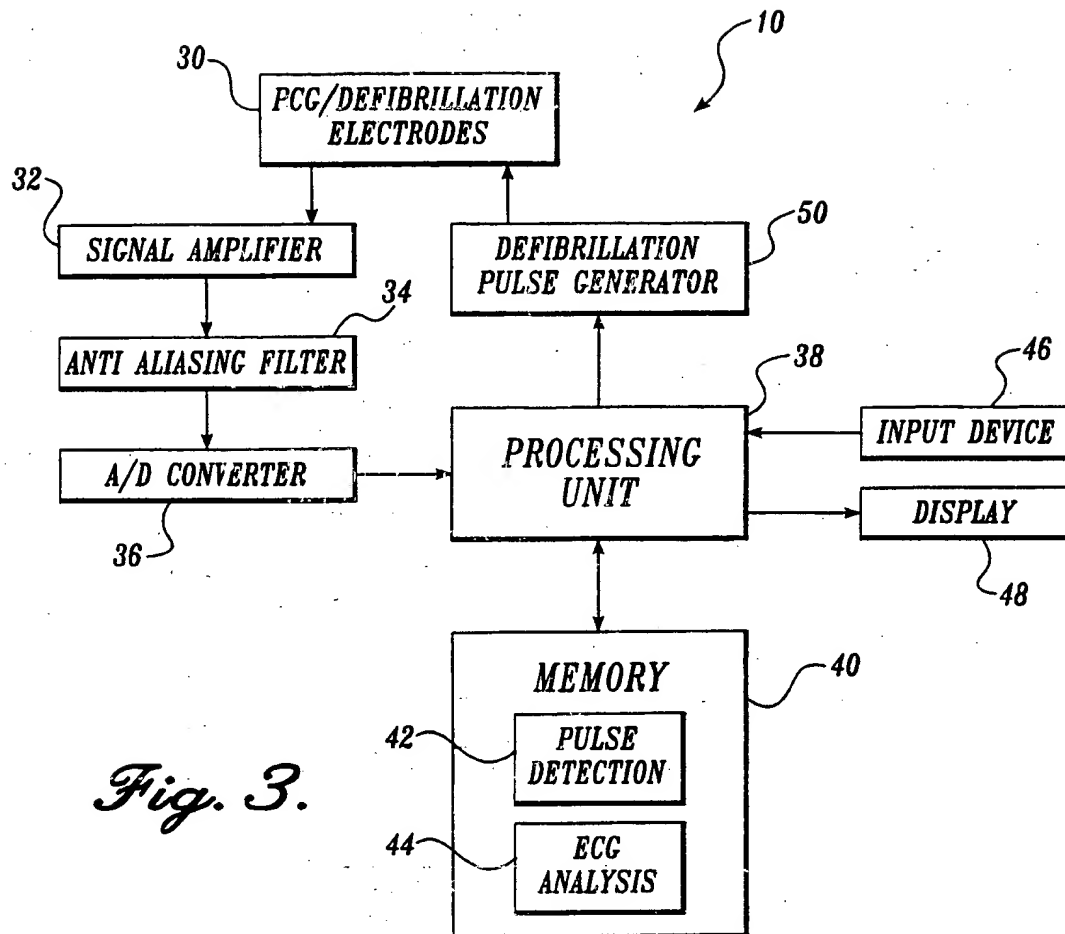 10
30
PCG/DEFIBRILLATION
ELECTRODES
32
SIGNAL AMPLIFIER
50
DEFIBRILLATION
PULSE GENERATOR
34
ANTI ALIASING FILTER
38
46
PROCESSING
UNIT
INPUT DEVICE
A/D CONVERTER
36
DISPLAY
48
MEMORY
40
42
PULSE
DETECTION
44
ECG
ANALYSIS
Fig. 3.